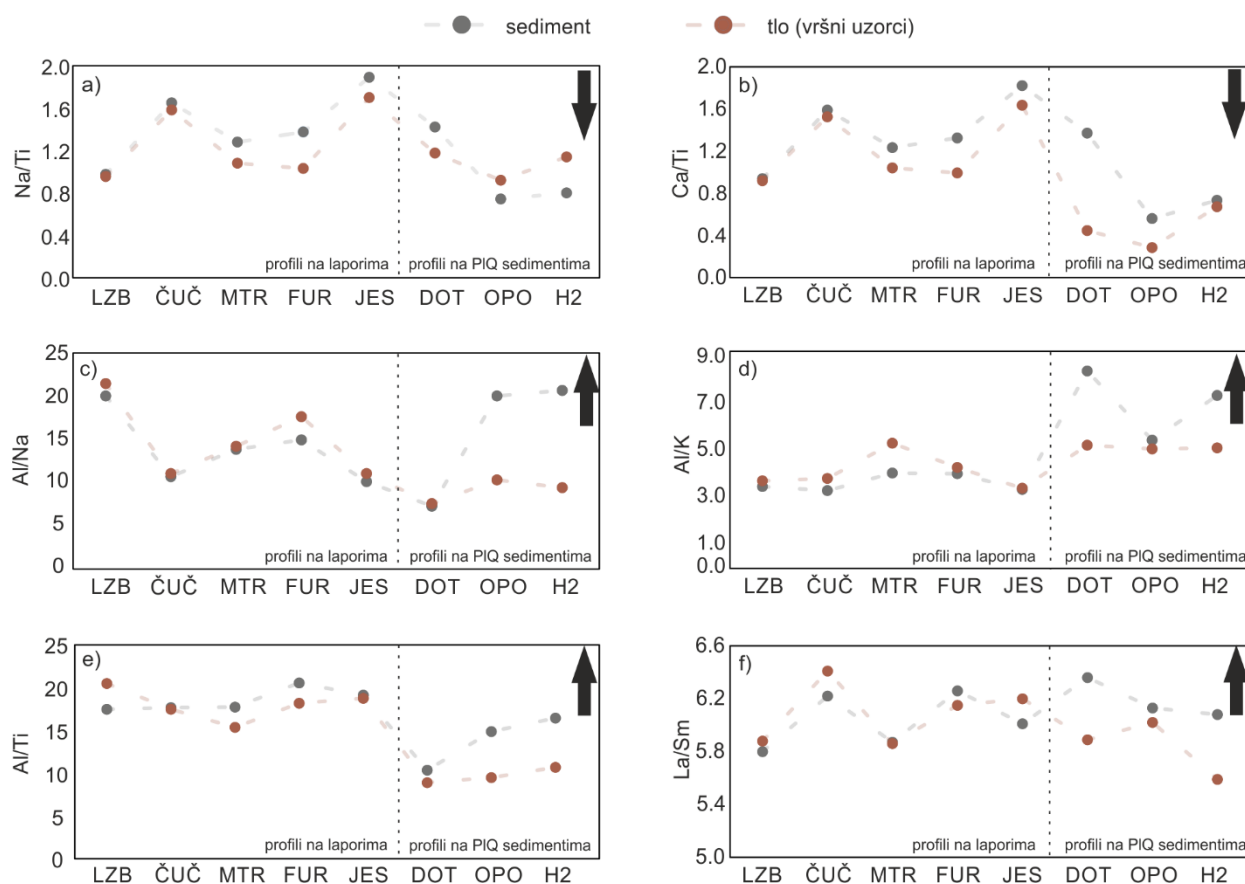 sediment
tlo (vršni uzorci)
a)
Na/Ti
2.0
1.6
1.2
0.8
0.4
0.0
profili na laporima
profili na PlQ sedimentima
LZB ČUČ MTR FUR JES DOT OPO H2
b)
Ca/Ti
2.0
1.6
1.2
0.8
0.4
0.0
profili na laporima
profili na PlQ sedimentima
LZB ČUČ MTR FUR JES DOT OPO H2
c)
Al/Na
25
20
15
10
5
0
profili na laporima
profili na PlQ sedimentima
LZB ČUČ MTR FUR JES DOT OPO H2
d)
Al/K
9.0
7.0
5.0
3.0
1.0
0.0
profili na laporima
profili na PlQ sedimentima
LZB ČUČ MTR FUR JES DOT OPO H2
e)
Al/Ti
25
20
15
10
5
0
profili na laporima
profili na PlQ sedimentima
LZB ČUČ MTR FUR JES DOT OPO H2
f)
La/Sm
6.6
6.2
5.8
5.4
5.0
profili na laporima
profili na PlQ sedimentima
LZB ČUČ MTR FUR JES DOT OPO H2